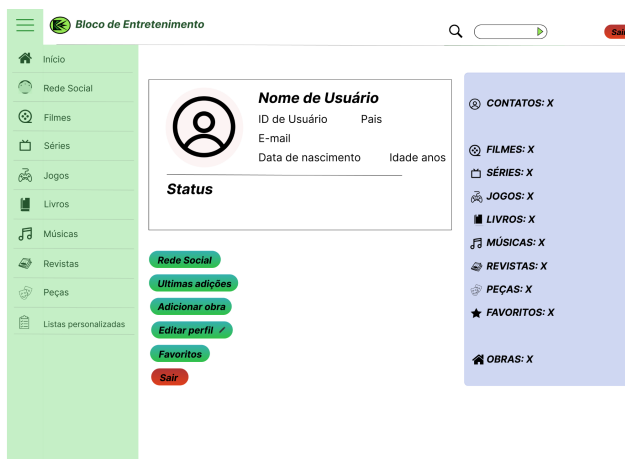 Bloco de Entretenimento
Sair
Início
Rede Social
Filmes
Séries
Jogos
Livros
Músicas
Revistas
Peças
Listas personalizadas
Nome de Usuário
ID de Usuário País
E-mail
Data de nascimento Idade anos
Status
Rede Social
Ultimas adições
Adicionar obra
Editar perfil
Favoritos
Sair
CONTATOS: X
FILMES: X
SÉRIES: X
JOGOS: X
LIVROS: X
MÚSICAS: X
REVISTAS: X
PEÇAS: X
FAVORITOS: X
OBRAS: X